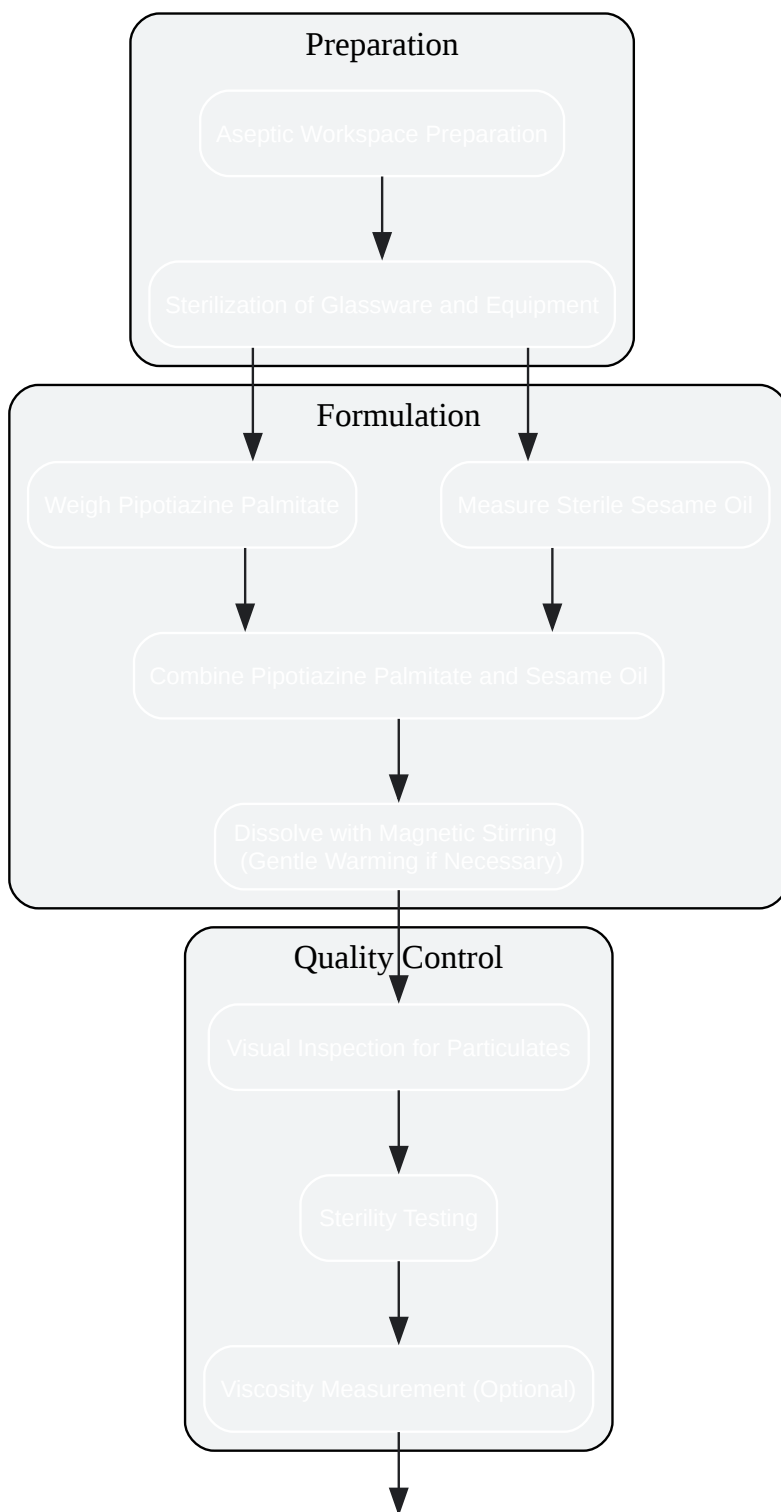 Preparation
Aseptic Workspace Preparation
Sterilization of Glassware and Equipment
Formulation
Weigh Pipotiazine Palmitate
Measure Sterile Sesame Oil
Combine Pipotiazine Palmitate and Sesame Oil
Dissolve with Magnetic Stirring
(Gentle Warming if Necessary)
Quality Control
Visual Inspection for Particulates
Sterility Testing
Viscosity Measurement (Optional)